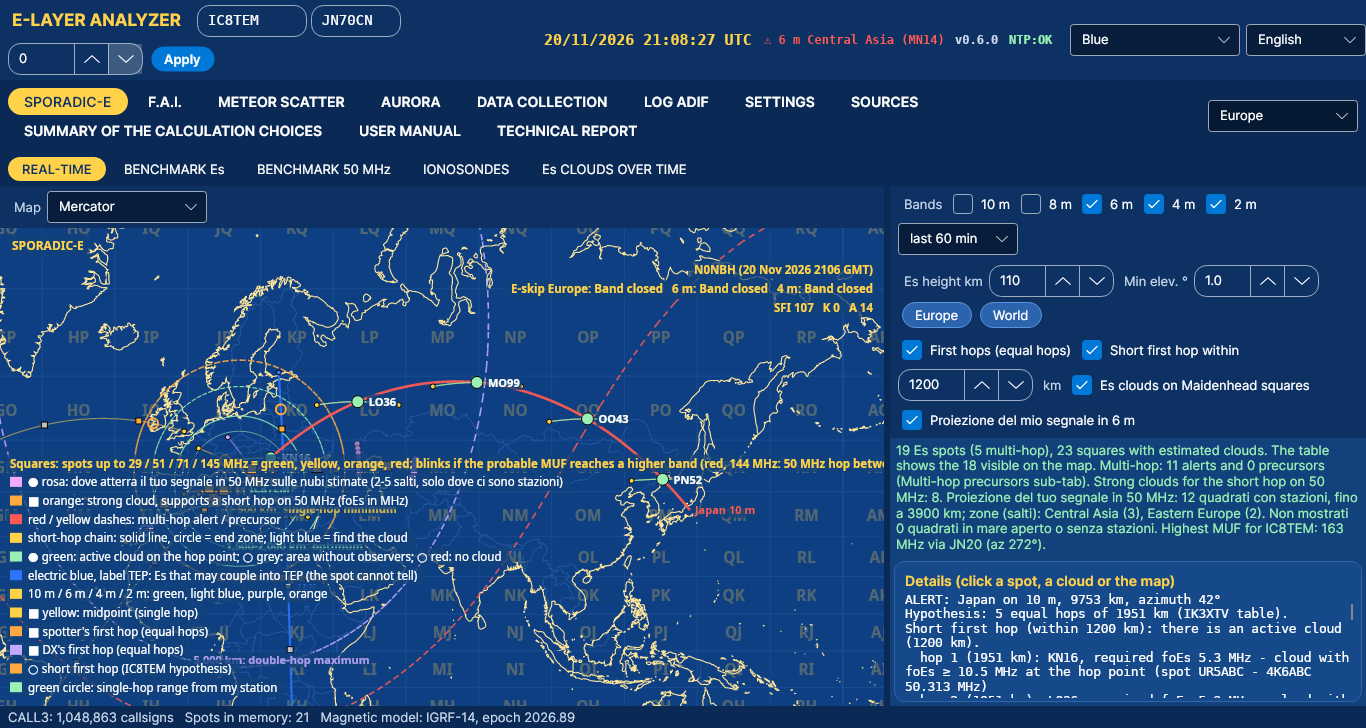 E-LAYER ANALYZER IC8TEM JN70CN
20/11/2026 21:08:27 UTC ⚠ 6 m Central Asia (MN14) v0.6.0 NTP:OK Blue English
0 Apply
SPORADIC-E F.A.I. METEOR SCATTER AURORA DATA COLLECTION LOG ADIF SETTINGS SOURCES
SUMMARY OF THE CALCULATION CHOICES USER MANUAL TECHNICAL REPORT
Europe
REAL-TIME BENCHMARK Es BENCHMARK 50 MHz IONOSONDES Es CLOUDS OVER TIME
Map Mercator
SPORADIC-E
N0NBH (20 Nov 2026 2106 GMT)
E-skip Europe: Band closed 6 m: Band closed 4 m: Band closed
SFI 107 K 0 A 14
HP IP JP KP LP MP NP OP PP QP RP
MO99
LO36
OO43
PN52
Japan 10 m
Squares: spots up to 29 / 51 / 71 / 145 MHz = green, yellow, orange, red; blinks if the probable MUF reaches a higher band (red, 144 MHz: 50 MHz hop betw
● rosa: dove atterra il tuo segnale in 50 MHz sulle nubi stimate (2-5 salti, solo dove ci sono stazioni)
■ orange: strong cloud, supports a short hop on 50 MHz (foEs in MHz)
red / yellow dashes: multi-hop alert / precursor
short-hop chain: solid line, circle = end zone; light blue = find the cloud
● green: active cloud on the hop point; ○ grey: area without observers; ○ red: no cloud
electric blue, label TEP: Es that may couple into TEP (the spot cannot tell)
10 m / 6 m / 4 m / 2 m: green, light blue, purple, orange
■ yellow: midpoint (single hop)
■ spotter's first hop (equal hops)
■ DX's first hop (equal hops)
km: double-hop maximum
○ short first hop (IC8TEM hypothesis)
green circle: single-hop range from my station
Bands 10 m 8 m 6 m 4 m 2 m
last 60 min
Es height km 110 Min elev. ° 1.0
Europe World
First hops (equal hops) Short first hop within
1200 km Es clouds on Maidenhead squares
Proiezione del mio segnale in 6 m
19 Es spots (5 multi-hop), 23 squares with estimated clouds. The table
shows the 18 visible on the map. Multi-hop: 11 alerts and 0 precursors
(Multi-hop precursors sub-tab). Strong clouds for the short hop on 50
MHz: 8. Proiezione del tuo segnale in 50 MHz: 12 quadrati con stazioni, fino
a 3900 km; zone (salti): Central Asia (3), Eastern Europe (2). Non mostrati
0 quadrati in mare aperto o senza stazioni. Highest MUF for IC8TEM: 163
MHz via JN20 (az 272°).
Details (click a spot, a cloud or the map)
ALERT: Japan on 10 m, 9753 km, azimuth 42°
Hypothesis: 5 equal hops of 1951 km (IK3XTV table).
Short first hop (within 1200 km): there is an active cloud
(1200 km).
hop 1 (1951 km): KN16, required foEs 5.3 MHz - cloud with
foEs ≥ 10.5 MHz at the hop point (spot UR5ABC - 4K6ABC
50.313 MHz)
CALL3: 1,048,863 callsigns Spots in memory: 21 Magnetic model: IGRF-14, epoch 2026.89